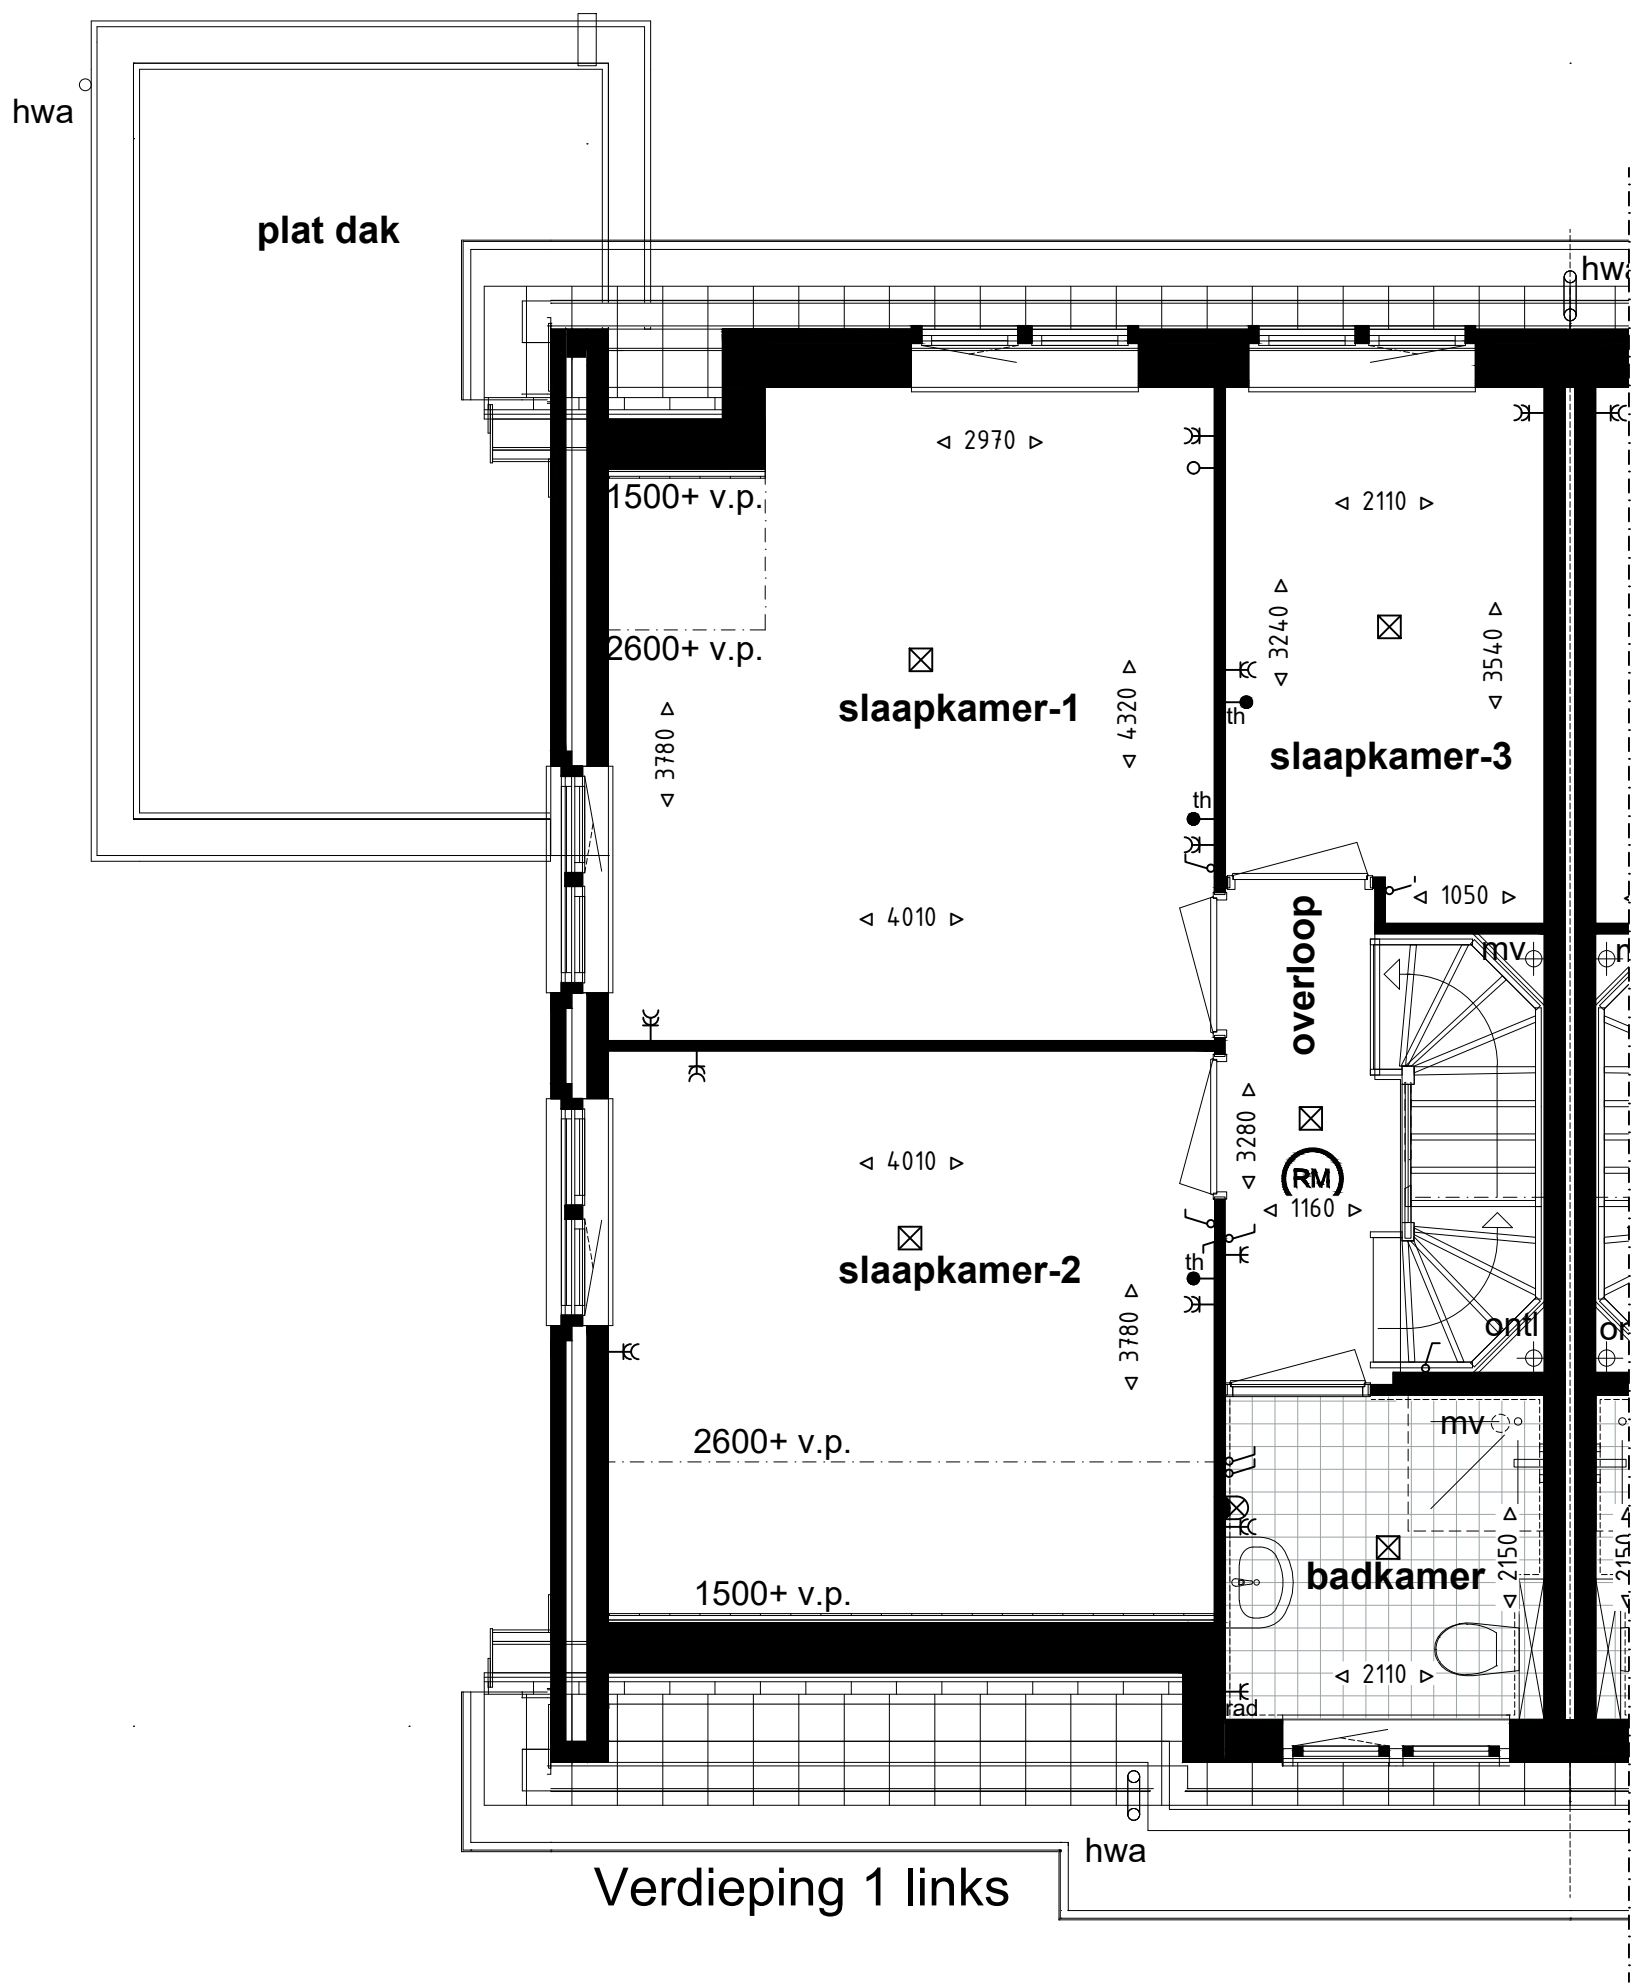 hwa
plat dak
hwa
2970
1500+ v.p.
2110
3240
3540
2600+ v.p.
slaapkamer-1
4320
3780
th
slaapkamer-3
th
4010
1050
overloop
mv
4010
3280
RM
1160
slaapkamer-2
th
3780
ontl
2600+ v.p.
mv
2150
2150
1500+ v.p.
badkamer
2110
rad
hwa
Verdieping 1 links